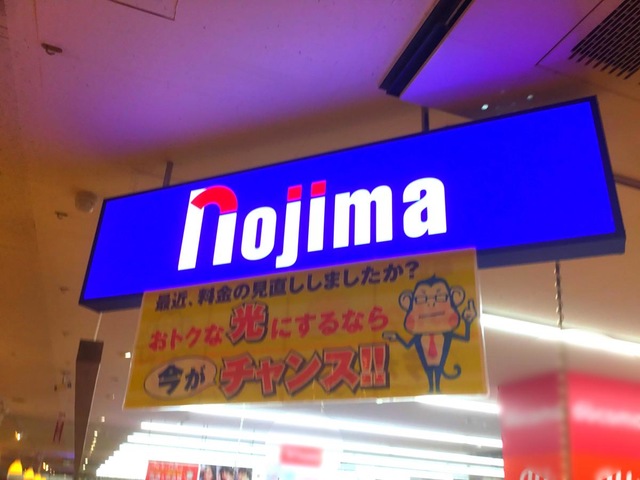 nojima
最近、料金の見直ししましたか?
おトクな光にするなら
今がチャンス!!